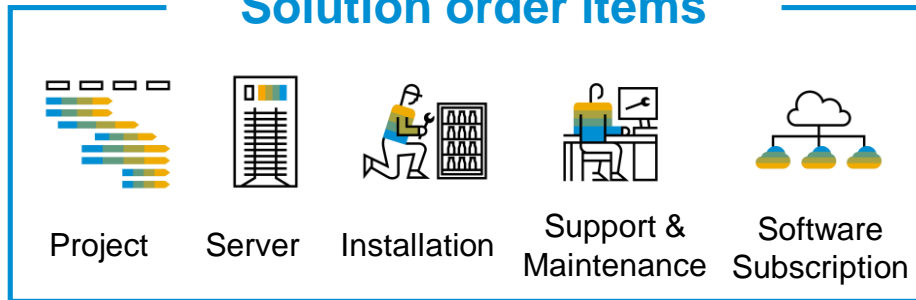 Solution order items
Project
Server
Installation
Support &
Maintenance
Software
Subscription